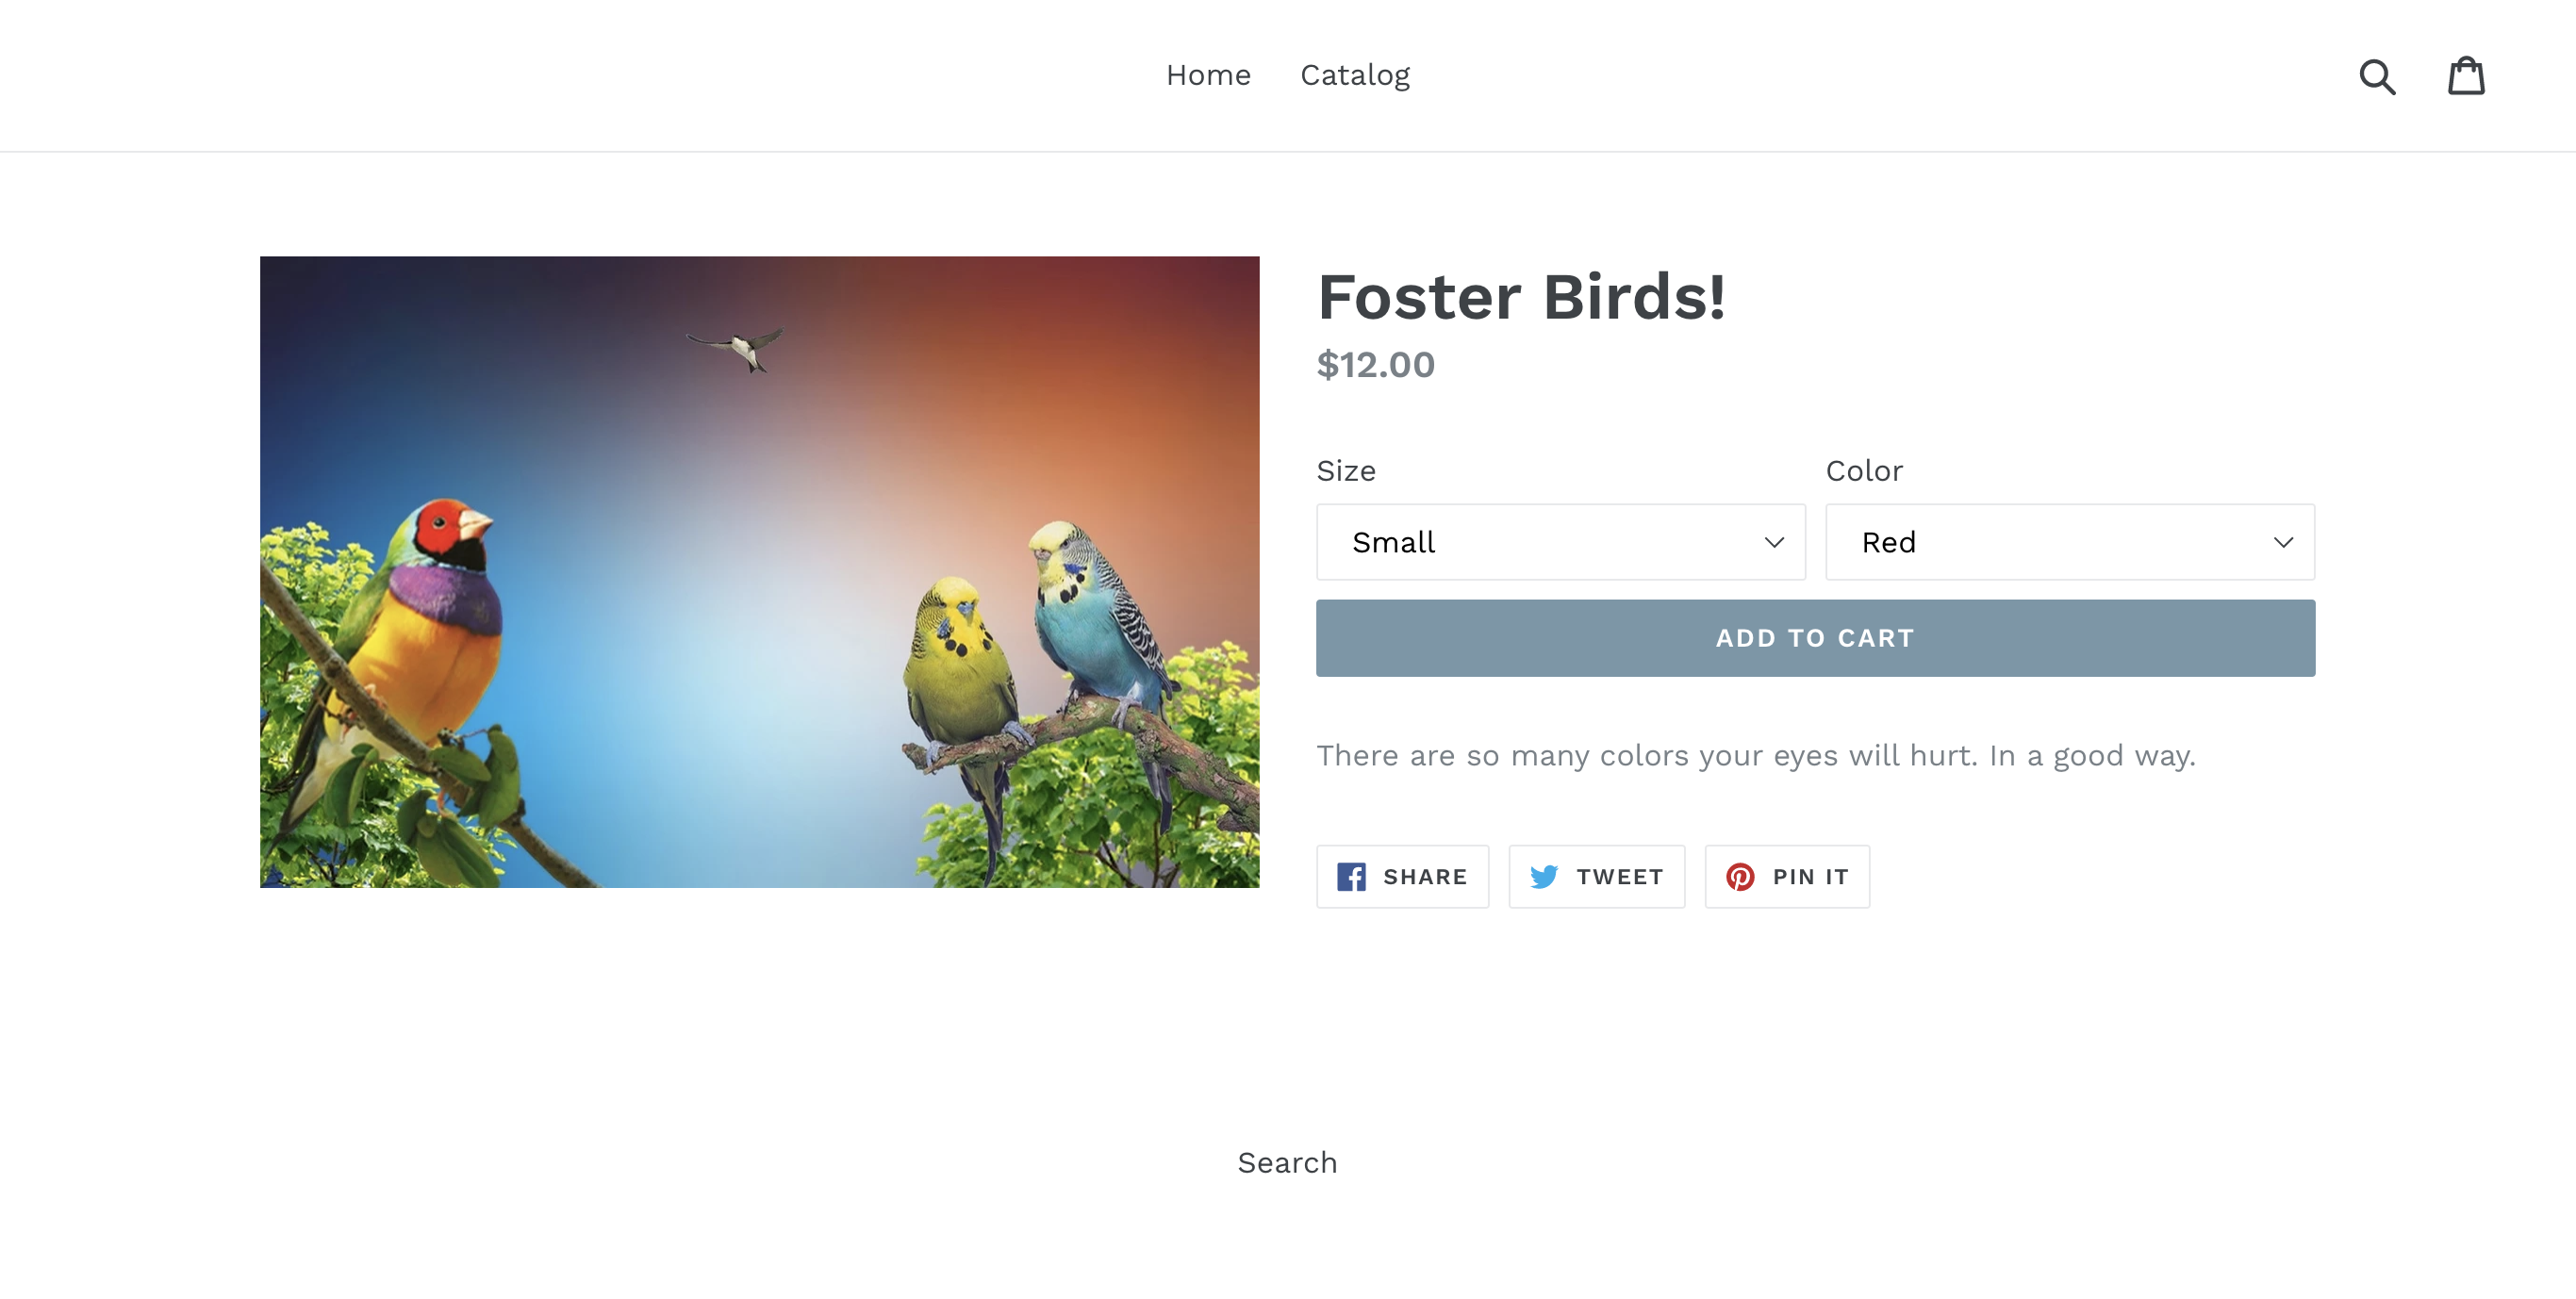 Home Catalog
Foster Birds!
$12.00
Size Color
Small Red
ADD TO CART
There are so many colors your eyes will hurt. In a good way.
SHARE TWEET PIN IT
Search